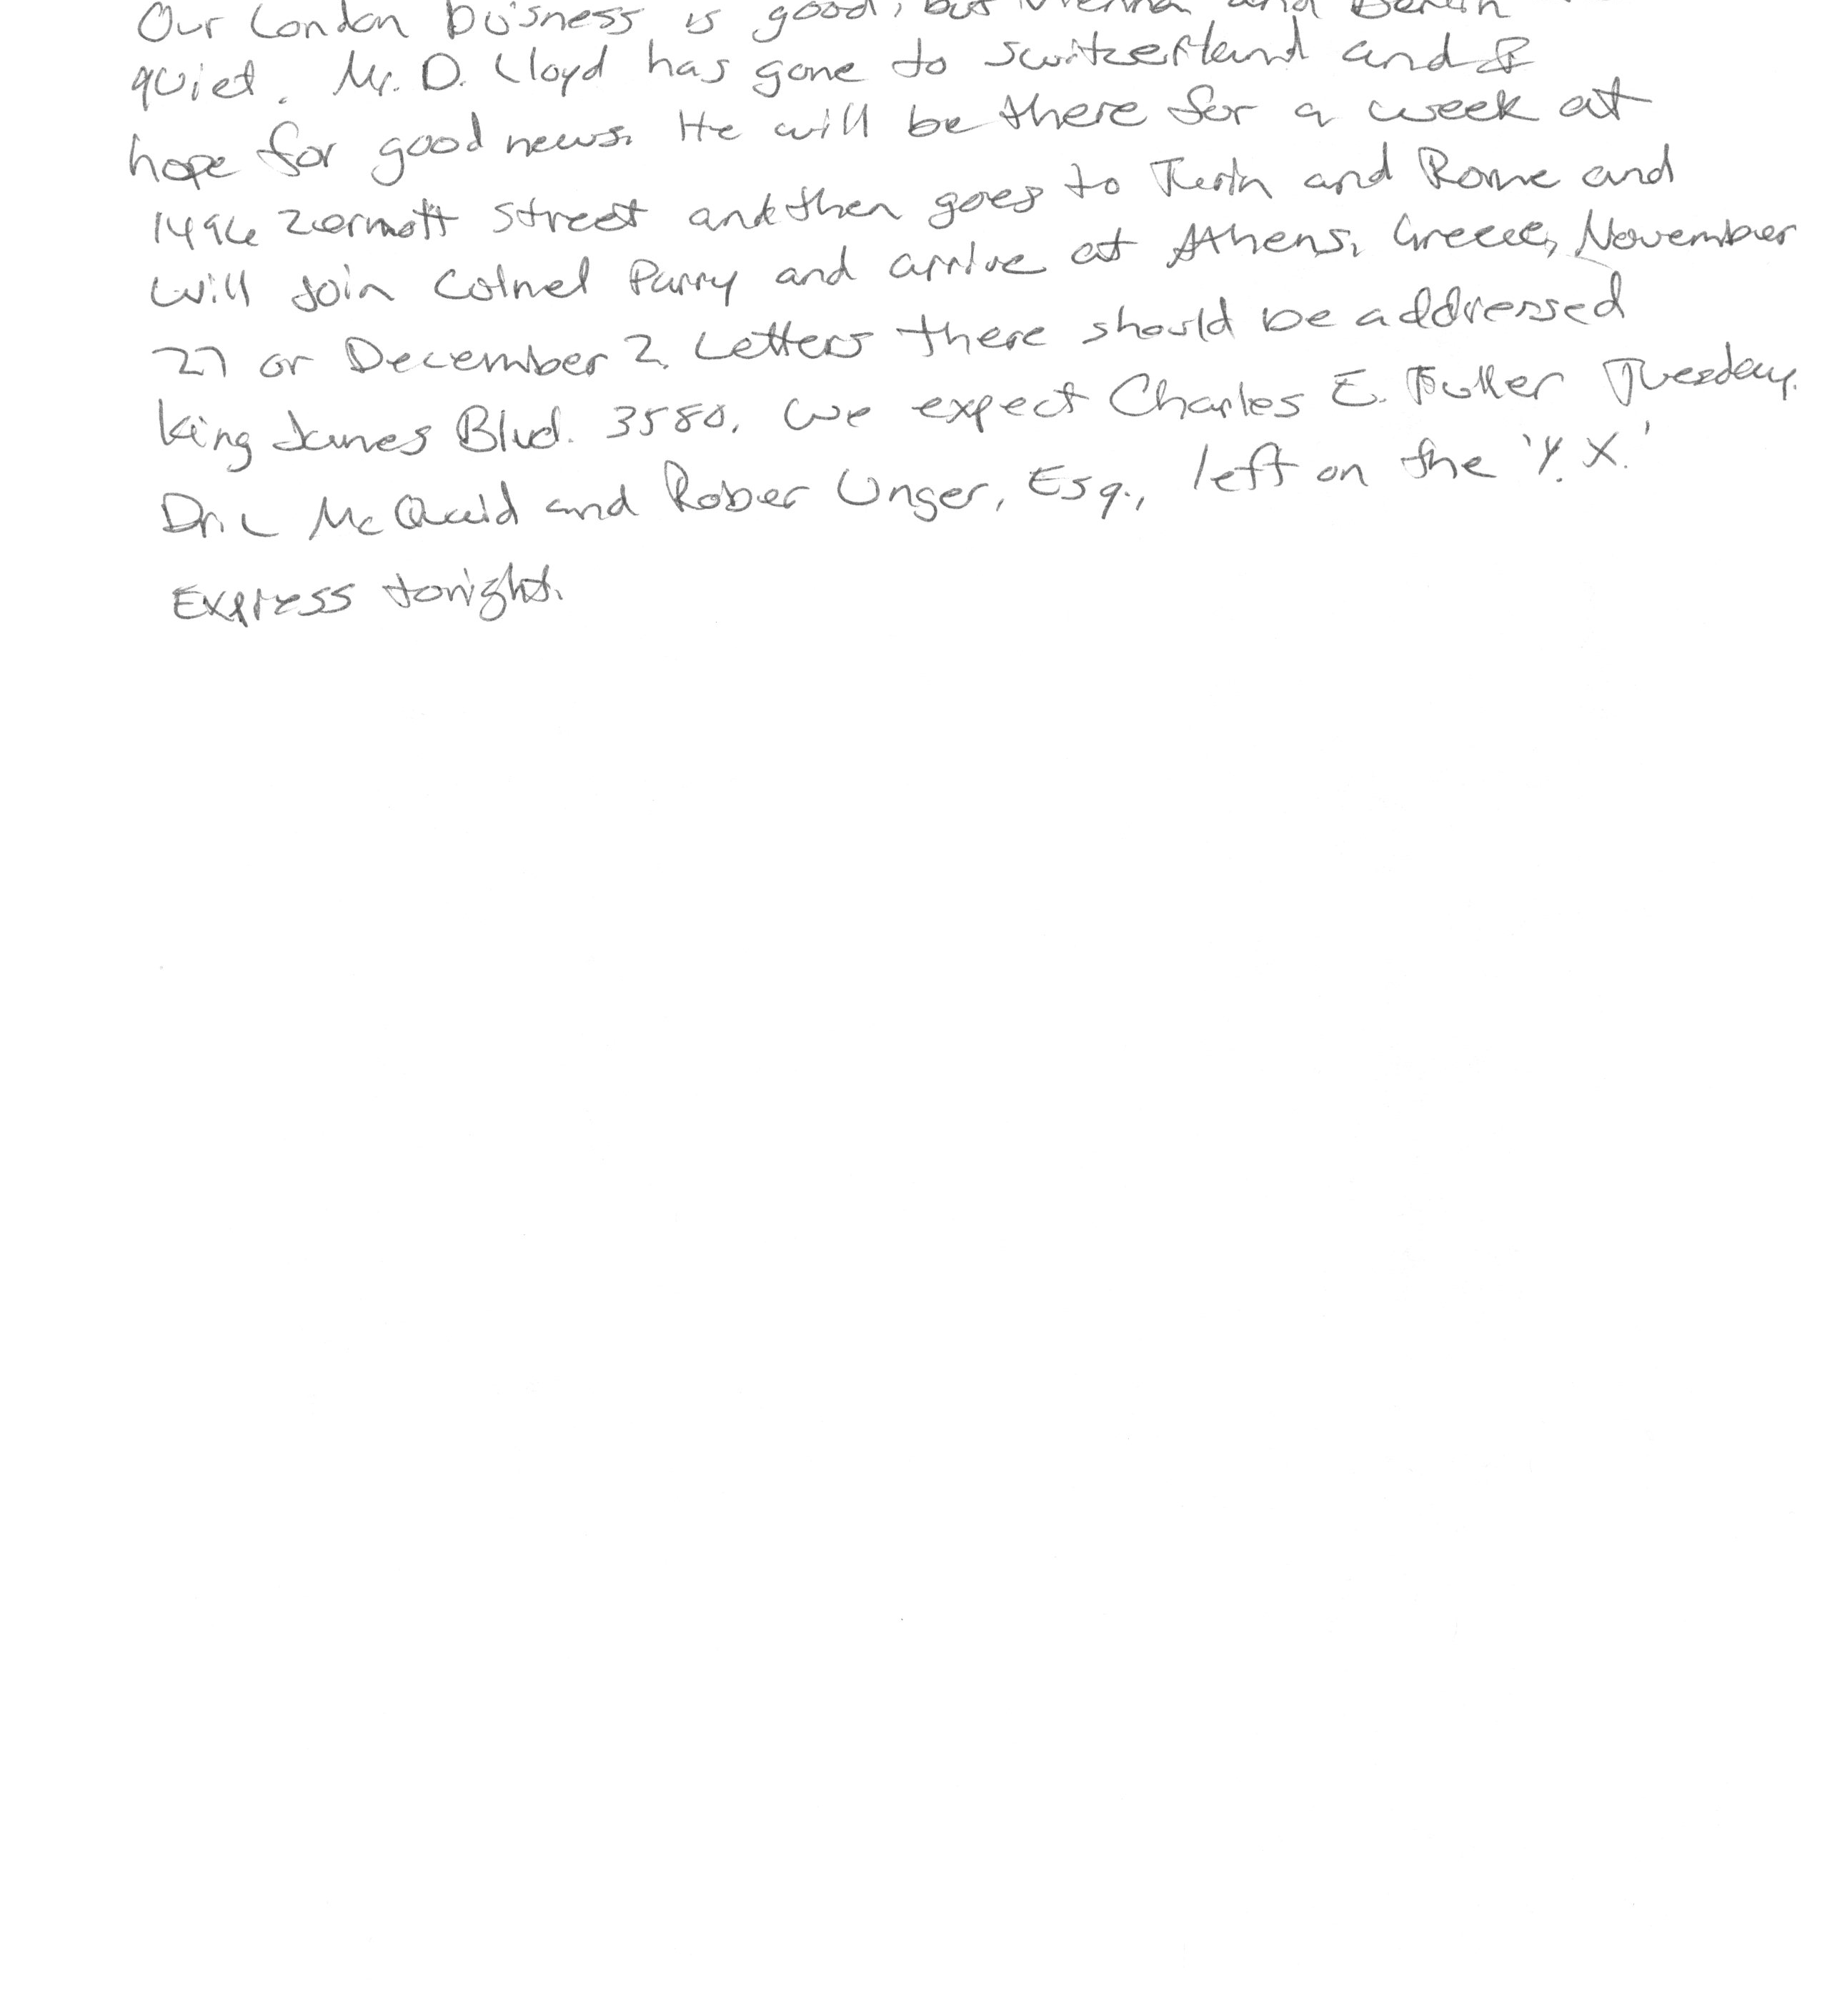 Our London buisness is good, but Vienna and Berlin
quiet. Mr. D. Lloyd has gone to Switzerland and I
hope for good news. He will be there for a week at
1496 Zermott Street and then goes to Turin and Rome and
will join Colnel Parry and arrive at Athens, Greece, November
27 or December 2. Letters there should be addressed
King James Blvd. 3580. We expect Charles E. Fuller Tuesday.
Dr. L McQuaid and Rober Unger, Esq., left on the 'Y.X.'
Express tonight.